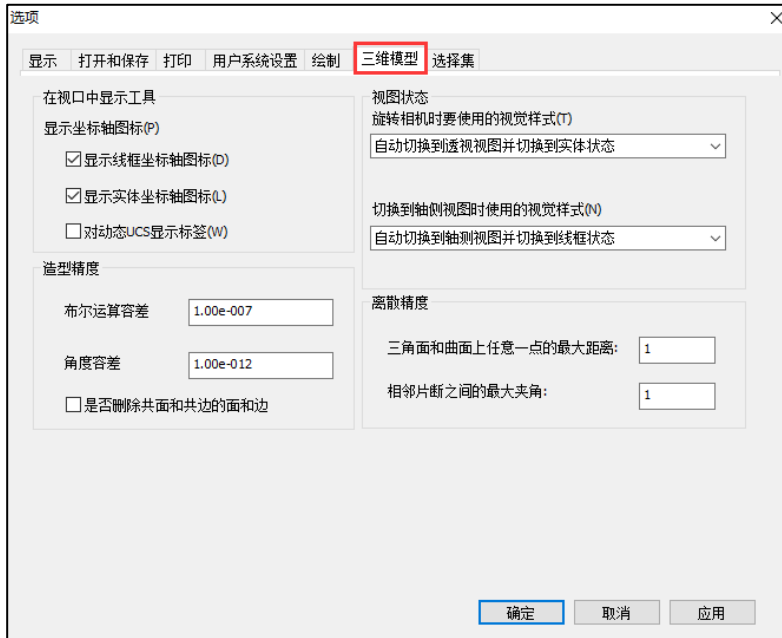 选项
显示 打开和保存 打印 用户系统设置 绘制 三维模型 选择集
在视口中显示工具
显示坐标轴图标(P)
显示线框坐标轴图标(D)
显示实体坐标轴图标(L)
对动态UCS显示标签(W)
造型精度
布尔运算容差 1.00e-007
角度容差 1.00e-012
是否删除共面和共边的面和边
视图状态
旋转相机时要使用的视觉样式(T)
自动切换到透视视图并切换到实体状态
切换到轴侧视图时使用的视觉样式(N)
自动切换到轴测视图并切换到线框状态
离散精度
三角面和曲面上任意一点的最大距离: 1
相邻片断之间的最大夹角: 1
确定 取消 应用